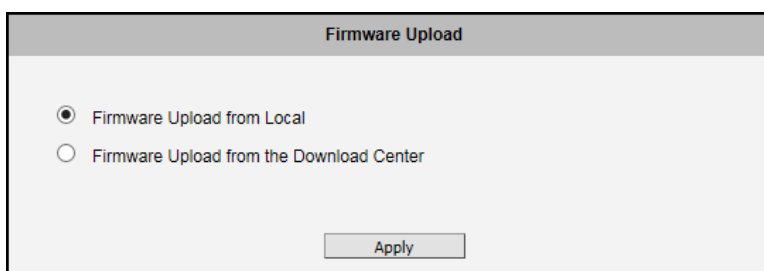 Firmware Upload
Firmware Upload from Local
Firmware Upload from the Download Center
Apply